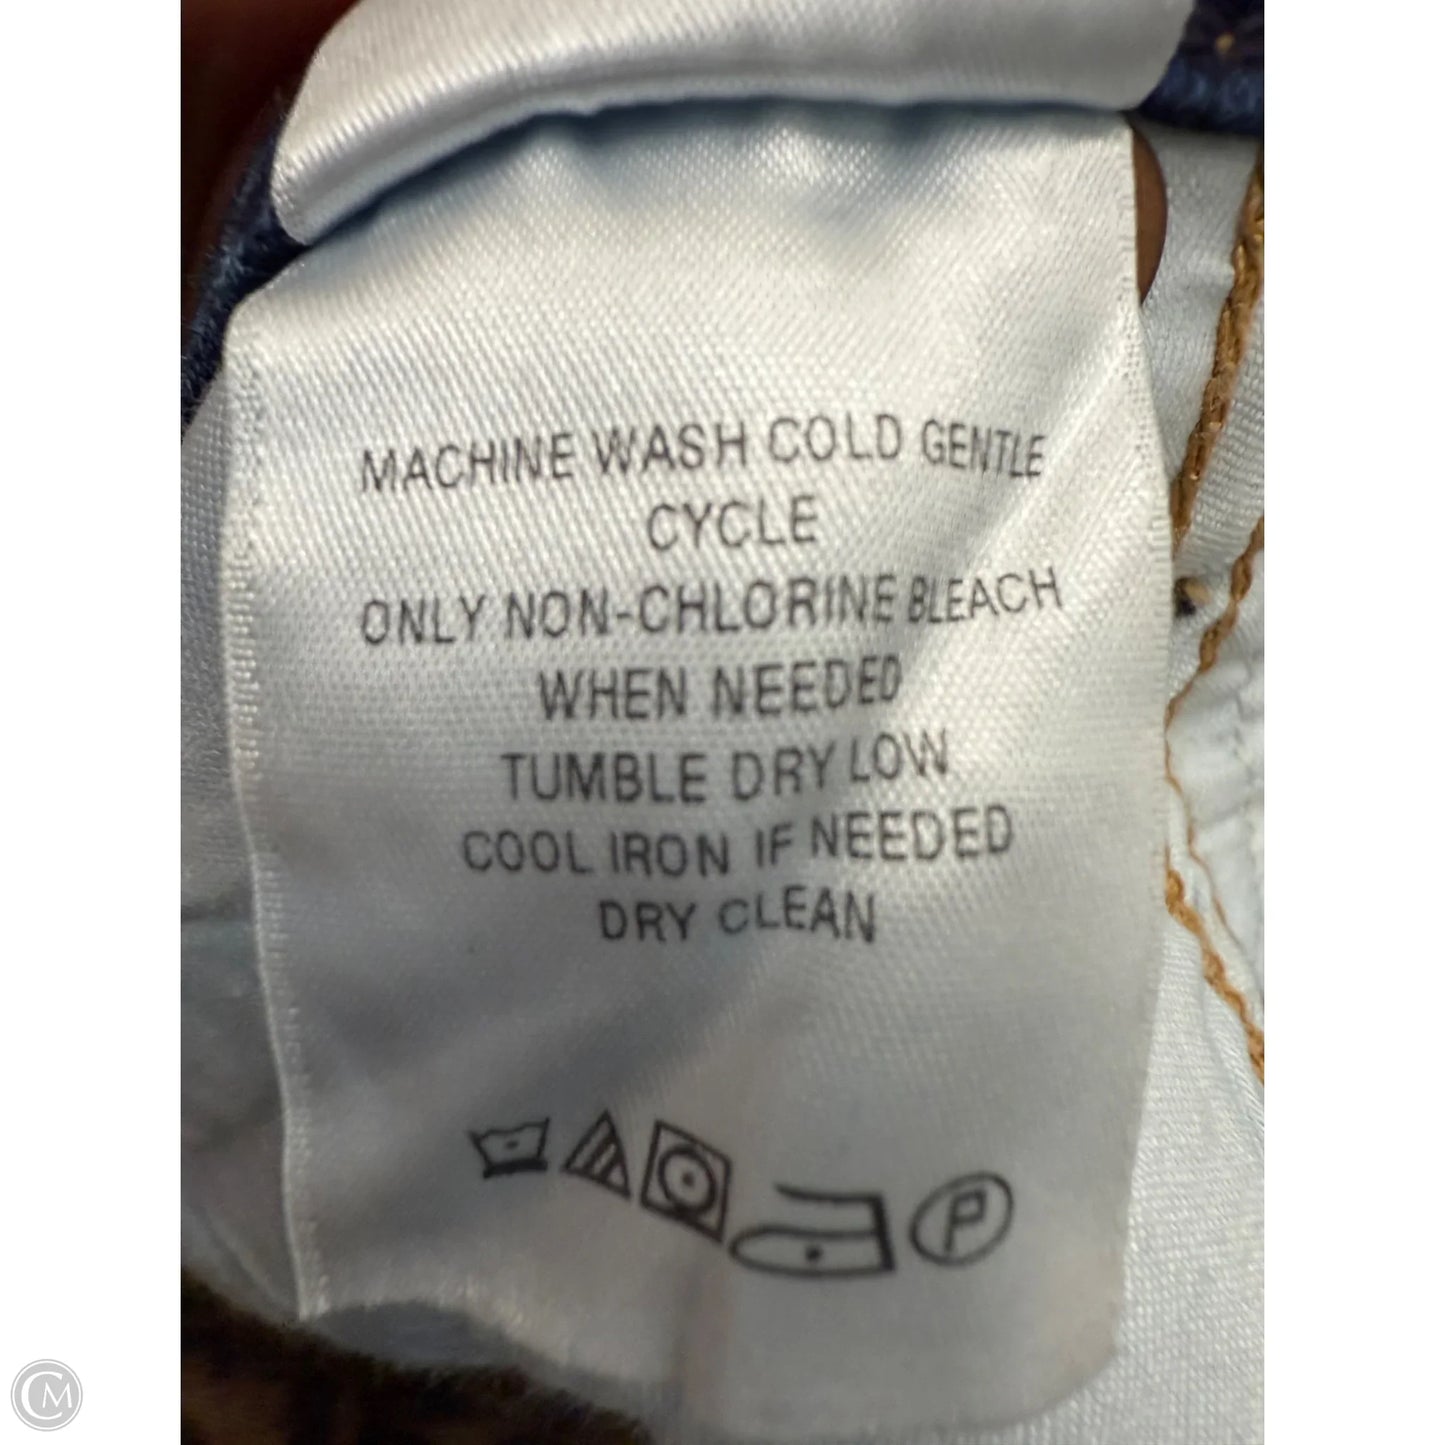 MACHINE WASH COLD GENTLE
CYCLE
ONLY NON-CHLORINE BLEACH
WHEN NEEDED
TUMBLE DRY LOW
COOL IRON IF NEEDED
DRY CLEAN
P
CM